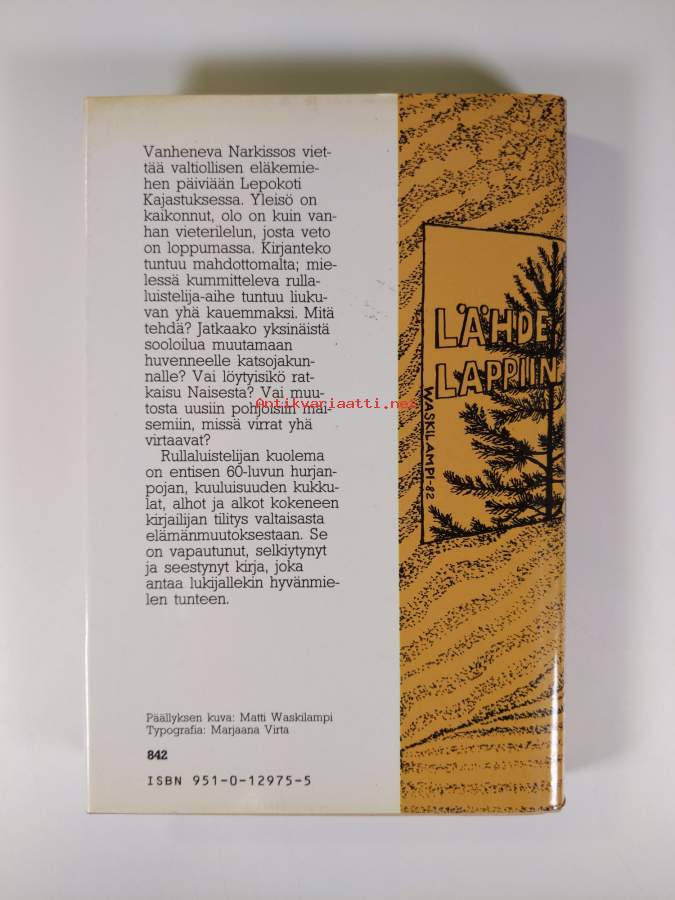 Vanheneva Narkissos viet-
tää valtiollisen eläkemie-
hen päiviään Lepokoti
Kajastuksessa. Yleisö on
kaikonnut, olo on kuin van-
han vieterilelun, josta veto
on loppumassa. Kirjanteko
tuntuu mahdottomalta; mie-
lessä kummitteleva rulla-
luistelija-aihe tuntuu liuku-
van yhä kauemmaksi. Mitä
tehdä? Jatkaako yksinäistä
sooloilua muutamaan
huvenneelle katsojakun-
nalle? Vai löytyisikö rat-
kaisu Naisesta? Vai muu-
tosta uusiin pohjoisiin mai-
semiin, missä virrat yhä
virtaavat?
Rullaluistelijan kuolema
on entisen 60-luvun hurjan-
pojan, kuuluisuuden kukku-
lat, alhot ja alkot kokeneen
kirjailijan tilitys valtaisasta
elämänmuutoksestaan. Se
on vapautunut, selkiytynyt
ja seestynyt kirja, joka
antaa lukijallekin hyvänmie-
len tunteen.
Päällyksen kuva: Matti Waskilampi
Typografia: Marjaana Virta
842
ISBN 951-0-12975-5
LÄHDE
LAPPIIN
WASKILAMPI-82
Antikvariaatti.net